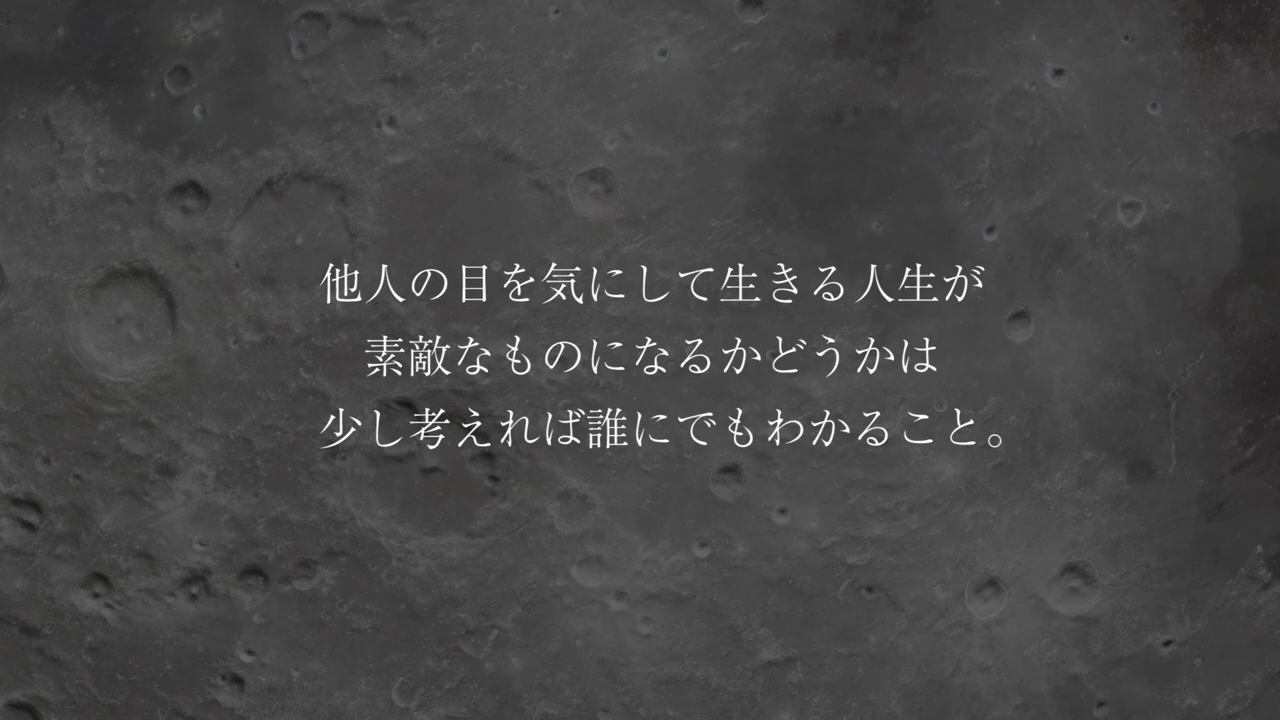 他人の目を気にして生きる人生が
素敵なものになるかどうかは
少し考えれば誰にでもわかること。